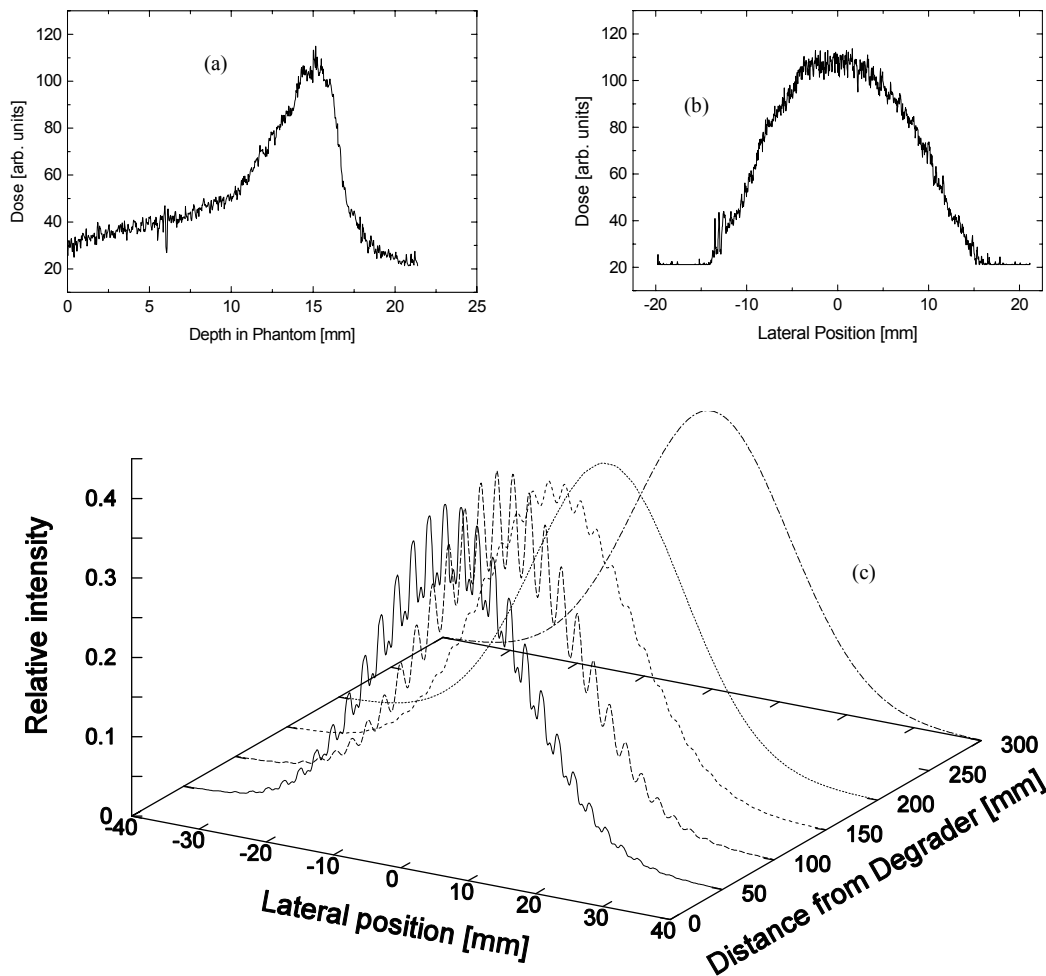 120
100
80
60
40
20
(a)
Dose [arb. units]
0 5 10 15 20 25
Depth in Phantom [mm]
120
100
80
60
40
20
(b)
Dose [arb. units]
-20 -10 0 10 20
Lateral Position [mm]
0.4
0.3
0.2
0.1
0
Relative intensity
(c)
-40 -30 -20 -10 0 10 20 30 40
Lateral position [mm]
0 50 100 150 200 250 300
Distance from Degrader [mm]